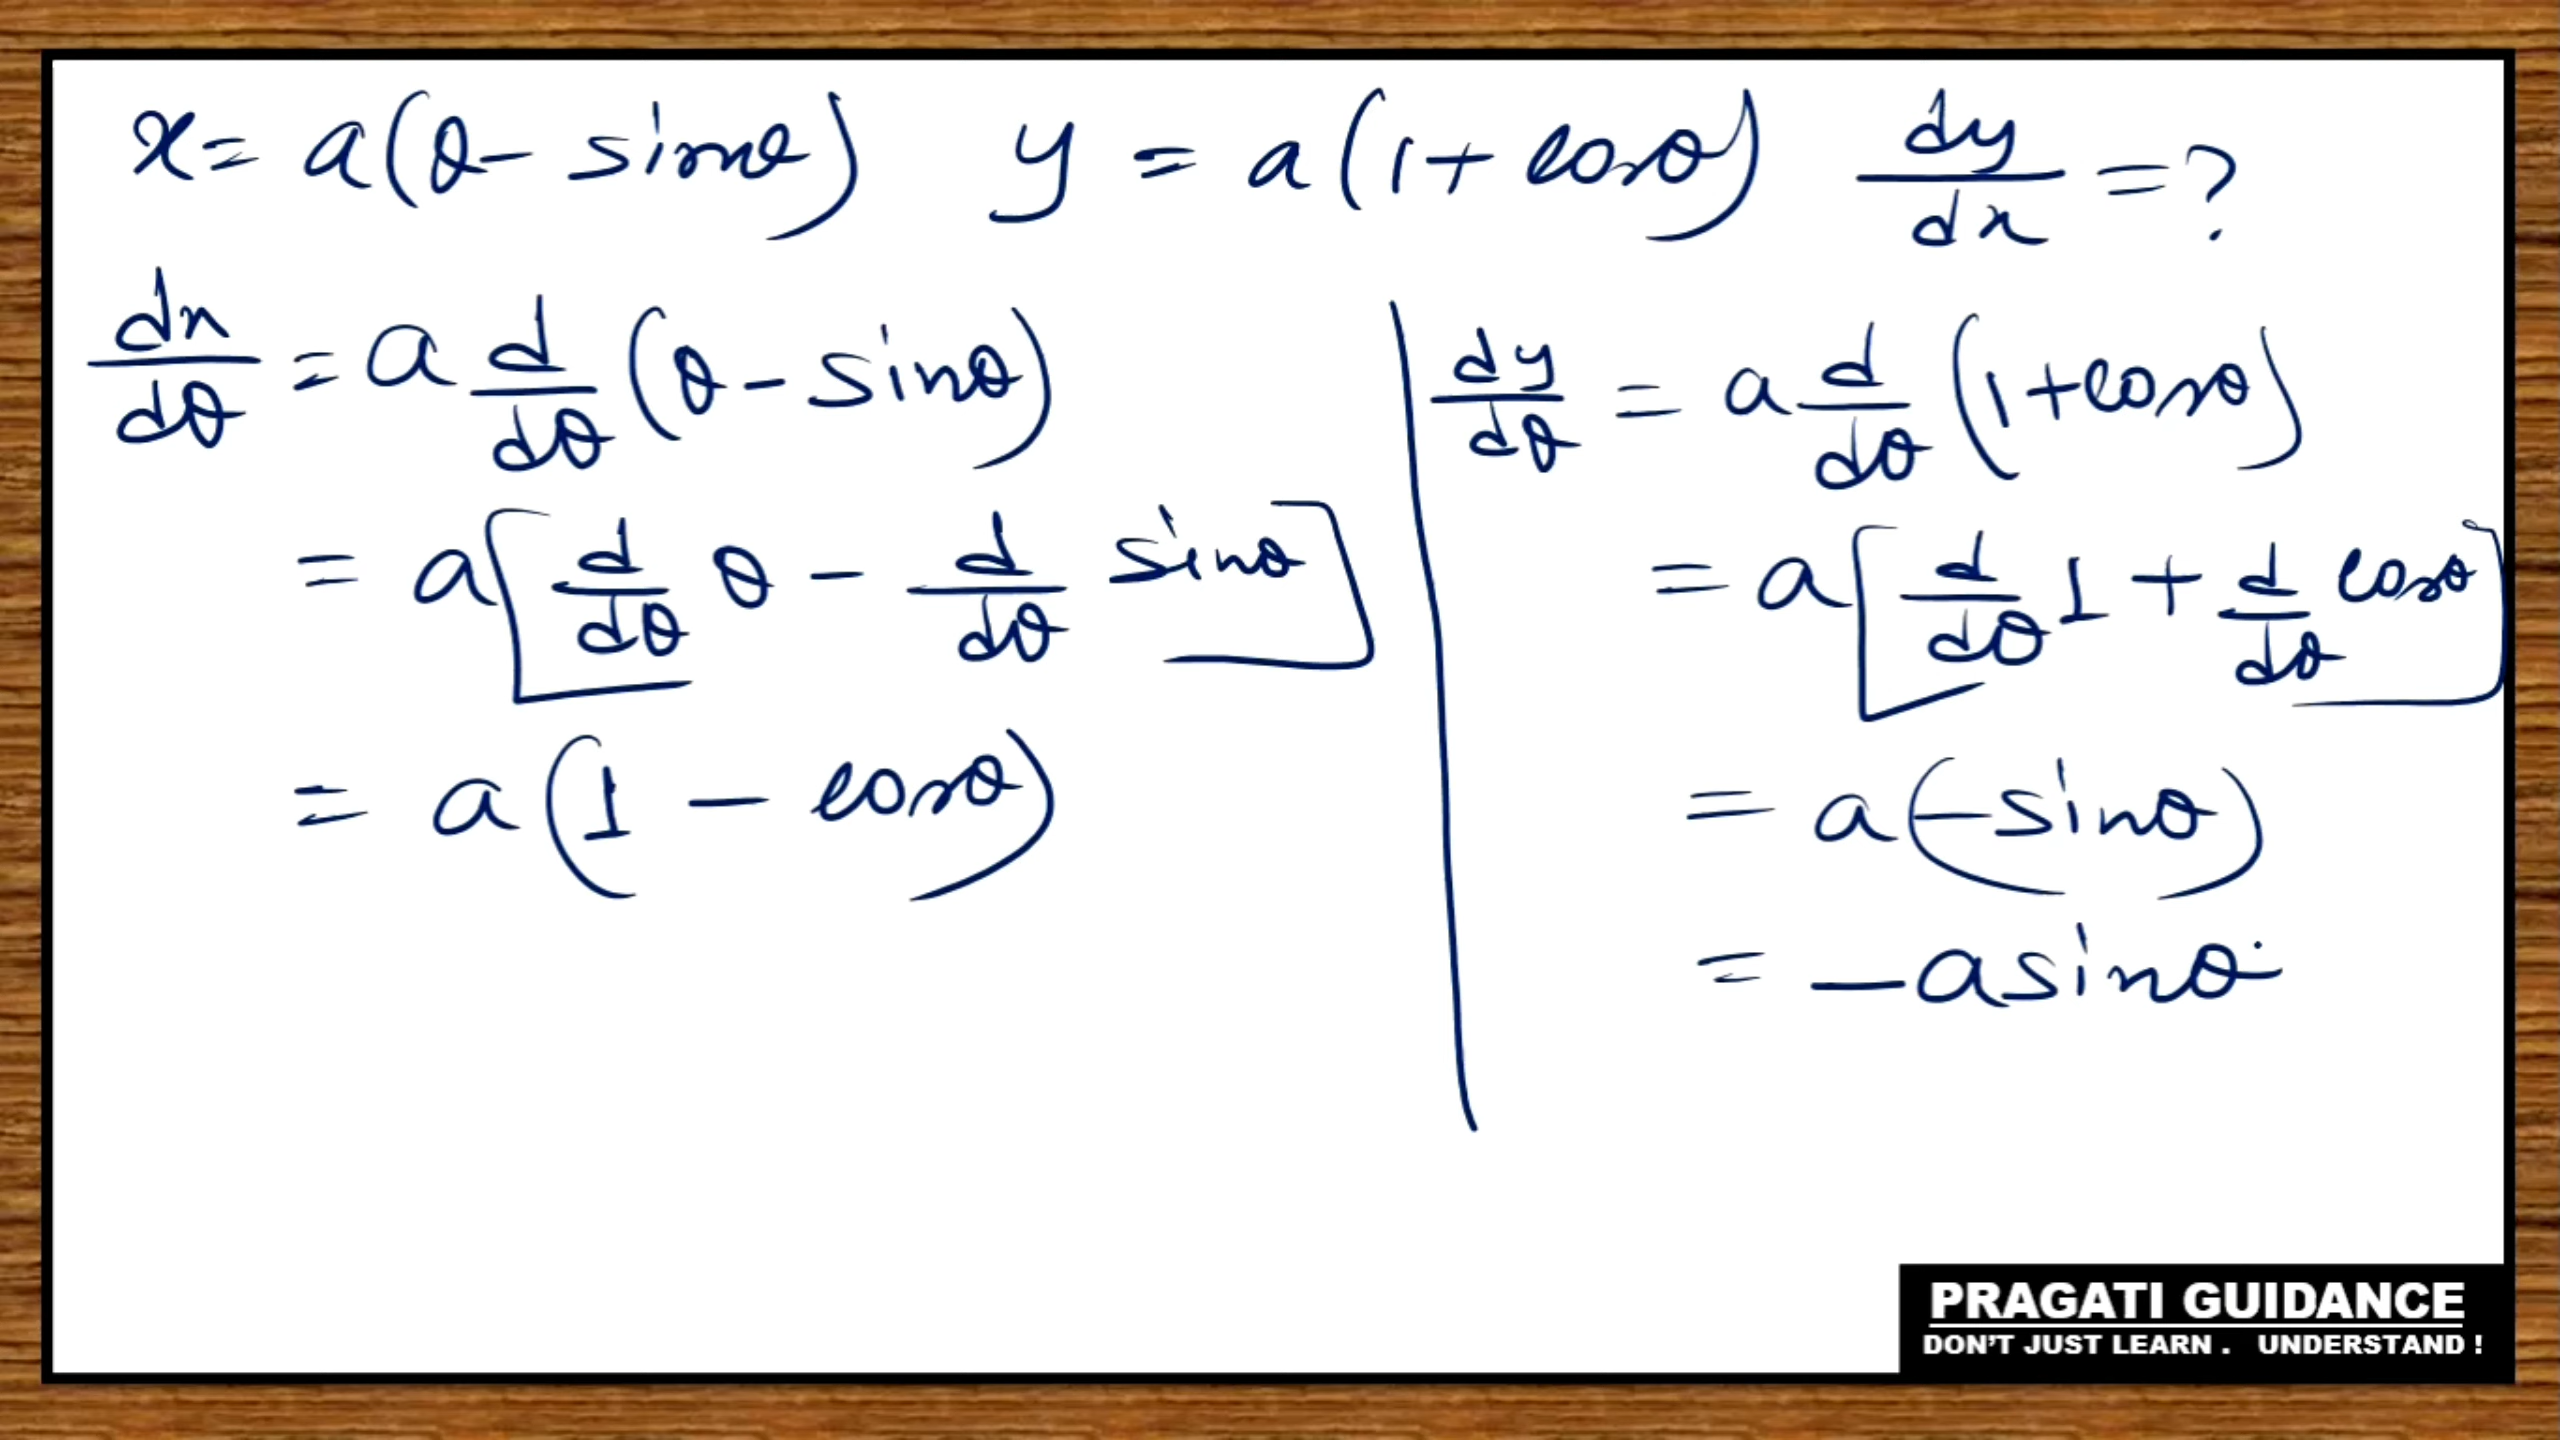 x = a(θ - sinθ) y = a(1 + cosθ) dy/dx = ?
dx/dθ = a d/dθ (θ - sinθ)
= a[d/dθ θ - d/dθ sinθ]
= a(1 - cosθ)
dy/dθ = a d/dθ (1 + cosθ)
= a[d/dθ 1 + d/dθ cosθ]
= a(-sinθ)
= -asinθ
PRAGATI GUIDANCE
DON'T JUST LEARN . UNDERSTAND !